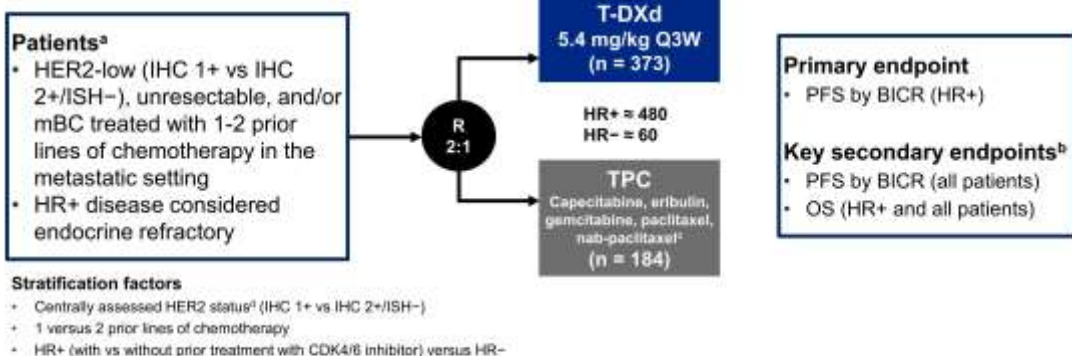 Patientsᵃ
• HER2-low (IHC 1+ vs IHC
2+/ISH−), unresectable, and/or
mBC treated with 1-2 prior
lines of chemotherapy in the
metastatic setting
• HR+ disease considered
endocrine refractory
R
2:1
T-DXd
5.4 mg/kg Q3W
(n = 373)
HR+ ≈ 480
HR− ≈ 60
TPC
Capecitabine, eribulin,
gemcitabine, paclitaxel,
nab-paclitaxelᶜ
(n = 184)
Primary endpoint
• PFS by BICR (HR+)
Key secondary endpointsᵇ
• PFS by BICR (all patients)
• OS (HR+ and all patients)
Stratification factors
• Centrally assessed HER2 statusᵈ (IHC 1+ vs IHC 2+/ISH−)
• 1 versus 2 prior lines of chemotherapy
• HR+ (with vs without prior treatment with CDK4/6 inhibitor) versus HR−